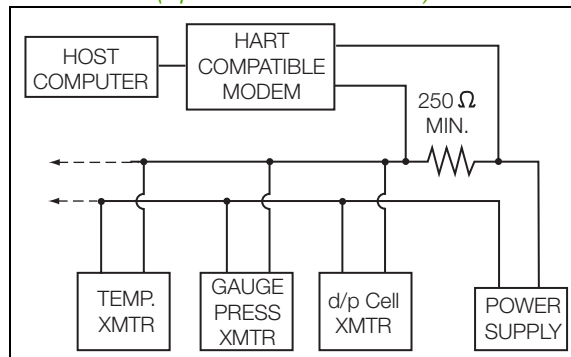 HOST
COMPUTER
HART
COMPATIBLE
MODEM
250 Ω
MIN.
TEMP.
XMTR
GAUGE
PRESS
XMTR
d/p Cell
XMTR
POWER
SUPPLY